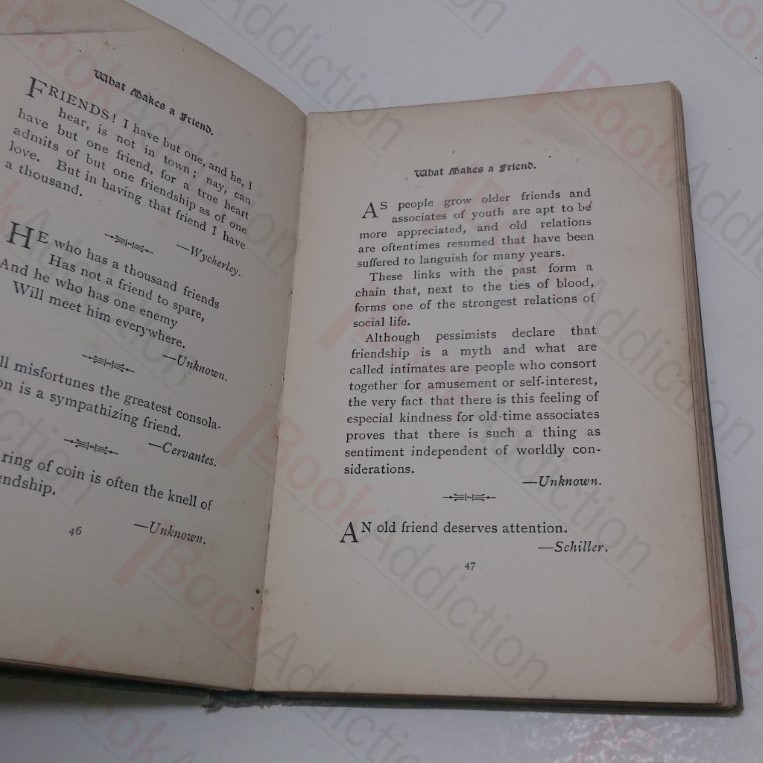 What Makes a Friend.
FRIENDS! I have but one, and he, I
hear, is not in town; nay, can
have but one friend, for a true heart
admits of but one friendship as of one
love. But in having that friend I have
a thousand.
—Wycherley.
HE who has a thousand friends
Has not a friend to spare,
And he who has one enemy
Will meet him everywhere.
—Unknown.
ll misfortunes the greatest consola-
on is a sympathizing friend.
—Cervantes.
ring of coin is often the knell of
endship.
—Unknown.
46
What Makes a Friend.
AS people grow older friends and
associates of youth are apt to be
more appreciated, and old relations
are oftentimes resumed that have been
suffered to languish for many years.
These links with the past form a
chain that, next to the ties of blood,
forms one of the strongest relations of
social life.
Although pessimists declare that
friendship is a myth and what are
called intimates are people who consort
together for amusement or self-interest,
the very fact that there is this feeling of
especial kindness for old-time associates
proves that there is such a thing as
sentiment independent of worldly con-
siderations.
—Unknown.
AN old friend deserves attention.
—Schiller.
47
Book Addiction